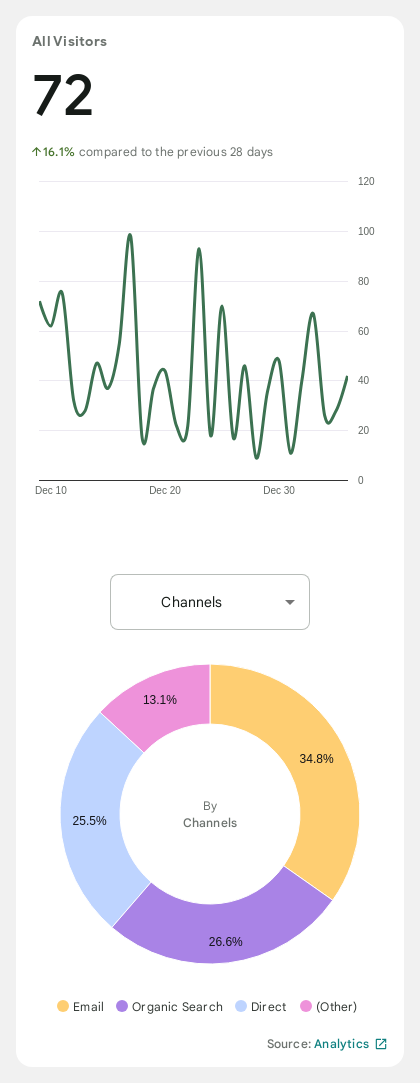 All Visitors
72
↑16.1% compared to the previous 28 days
120
100
80
60
40
20
0
Dec 10 Dec 20 Dec 30
Channels
13.1%
34.8%
25.5%
By
Channels
26.6%
Email Organic Search Direct (Other)
Source: Analytics